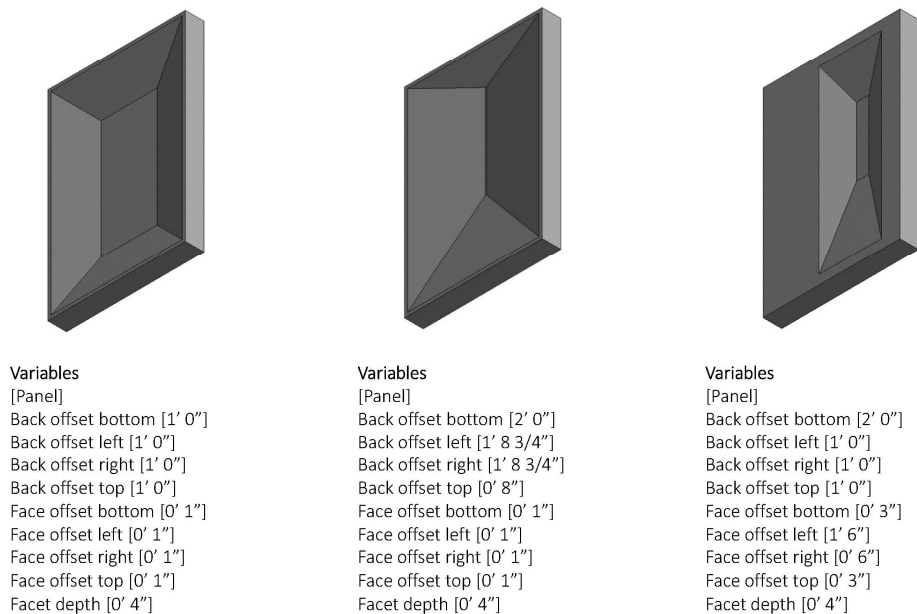 Variables
[Panel]
Back offset bottom [1’ 0”]
Back offset left [1’ 0”]
Back offset right [1’ 0”]
Back offset top [1’ 0”]
Face offset bottom [0’ 1”]
Face offset left [0’ 1”]
Face offset right [0’ 1”]
Face offset top [0’ 1”]
Facet depth [0’ 4”]
Variables
[Panel]
Back offset bottom [2’ 0”]
Back offset left [1’ 8 3/4”]
Back offset right [1’ 8 3/4”]
Back offset top [0’ 8”]
Face offset bottom [0’ 1”]
Face offset left [0’ 1”]
Face offset right [0’ 1”]
Face offset top [0’ 1”]
Facet depth [0’ 4”]
Variables
[Panel]
Back offset bottom [2’ 0”]
Back offset left [1’ 0”]
Back offset right [1’ 0”]
Back offset top [1’ 0”]
Face offset bottom [0’ 3”]
Face offset left [1’ 6”]
Face offset right [0’ 6”]
Face offset top [0’ 3”]
Facet depth [0’ 4”]